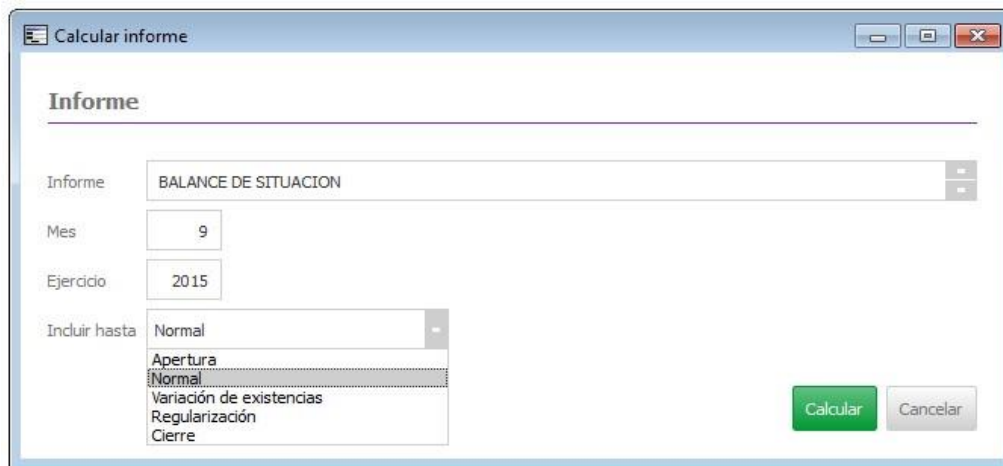 Calcular informe
Informe
Informe BALANCE DE SITUACION
Mes 9
Ejercicio 2015
Incluir hasta Normal
Apertura
Normal
Variación de existencias
Regularización
Cierre
Calcular Cancelar